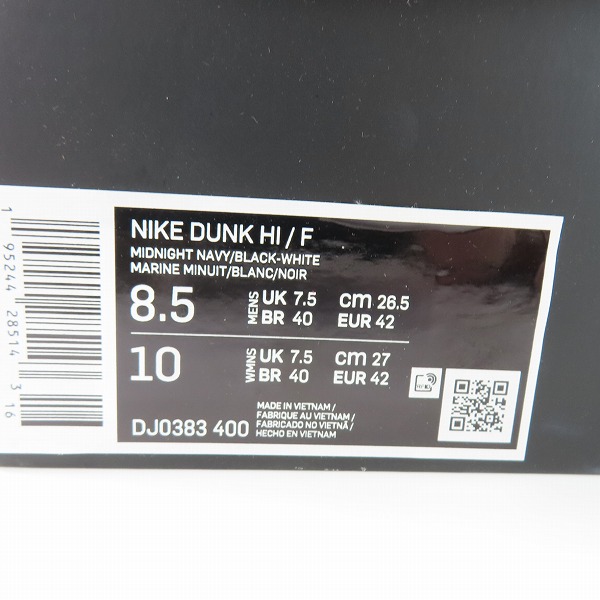 NIKE DUNK HI / F
MIDNIGHT NAVY/BLACK-WHITE
MARINE MINUIT/BLANC/NOIR
8.5 MENS UK 7.5 cm 26.5
BR 40 EUR 42
10 WMNS UK 7.5 cm 27
BR 40 EUR 42
DJ0383 400
MADE IN VIETNAM /
FABRIQUE AU VIETNAM /
FABRICADO NO VIETNÃ /
HECHO EN VIETNAM
1 95244 28514 3 16